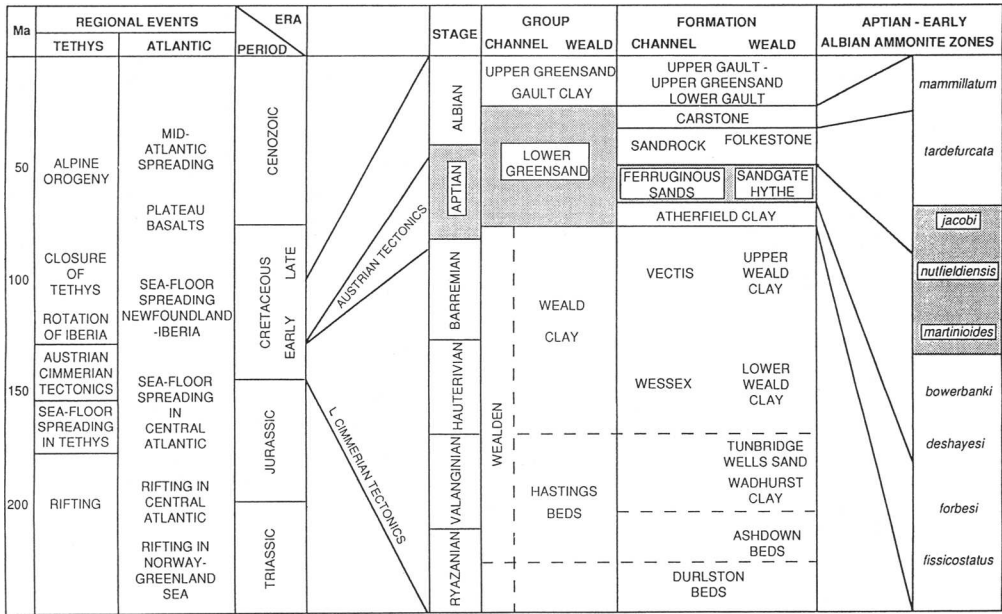 Ma
REGIONAL EVENTS
TETHYS
ATLANTIC
ERA
PERIOD
STAGE
GROUP
CHANNEL WEALD
FORMATION
CHANNEL WEALD
APTIAN - EARLY
ALBIAN AMMONITE ZONES
50
100
150
200
ALPINE
OROGENY
CLOSURE
OF
TETHYS
ROTATION
OF IBERIA
AUSTRIAN
CIMMERIAN
TECTONICS
SEA-FLOOR
SPREADING
IN TETHYS
RIFTING
MID-
ATLANTIC
SPREADING
PLATEAU
BASALTS
SEA-FLOOR
SPREADING
NEWFOUNDLAND
-IBERIA
SEA-FLOOR
SPREADING
IN
CENTRAL
ATLANTIC
RIFTING IN
CENTRAL
ATLANTIC
RIFTING IN
NORWAY-
GREENLAND
SEA
CENOZOIC
CRETACEOUS
EARLY LATE
JURASSIC
TRIASSIC
AUSTRIAN TECTONICS
L CIMMERIAN TECTONICS
ALBIAN
APTIAN
BARREMIAN
HAUTERIVIAN
VALANGINIAN
RYAZANIAN
UPPER GREENSAND
GAULT CLAY
LOWER
GREENSAND
WEALDEN
WEALD
CLAY
HASTINGS
BEDS
UPPER GAULT -
UPPER GREENSAND
LOWER GAULT
CARSTONE
SANDROCK FOLKESTONE
FERRUGINOUS
SANDS
SANDGATE
HYTHE
ATHERFIELD CLAY
VECTIS
UPPER
WEALD
CLAY
WESSEX
LOWER
WEALD
CLAY
TUNBRIDGE
WELLS SAND
WADHURST
CLAY
ASHDOWN
BEDS
DURLSTON
BEDS
mammillatum
tardefurcata
jacobi
nutfieldiensis
martinioides
bowerbanki
deshayesi
forbesi
fissicostatus